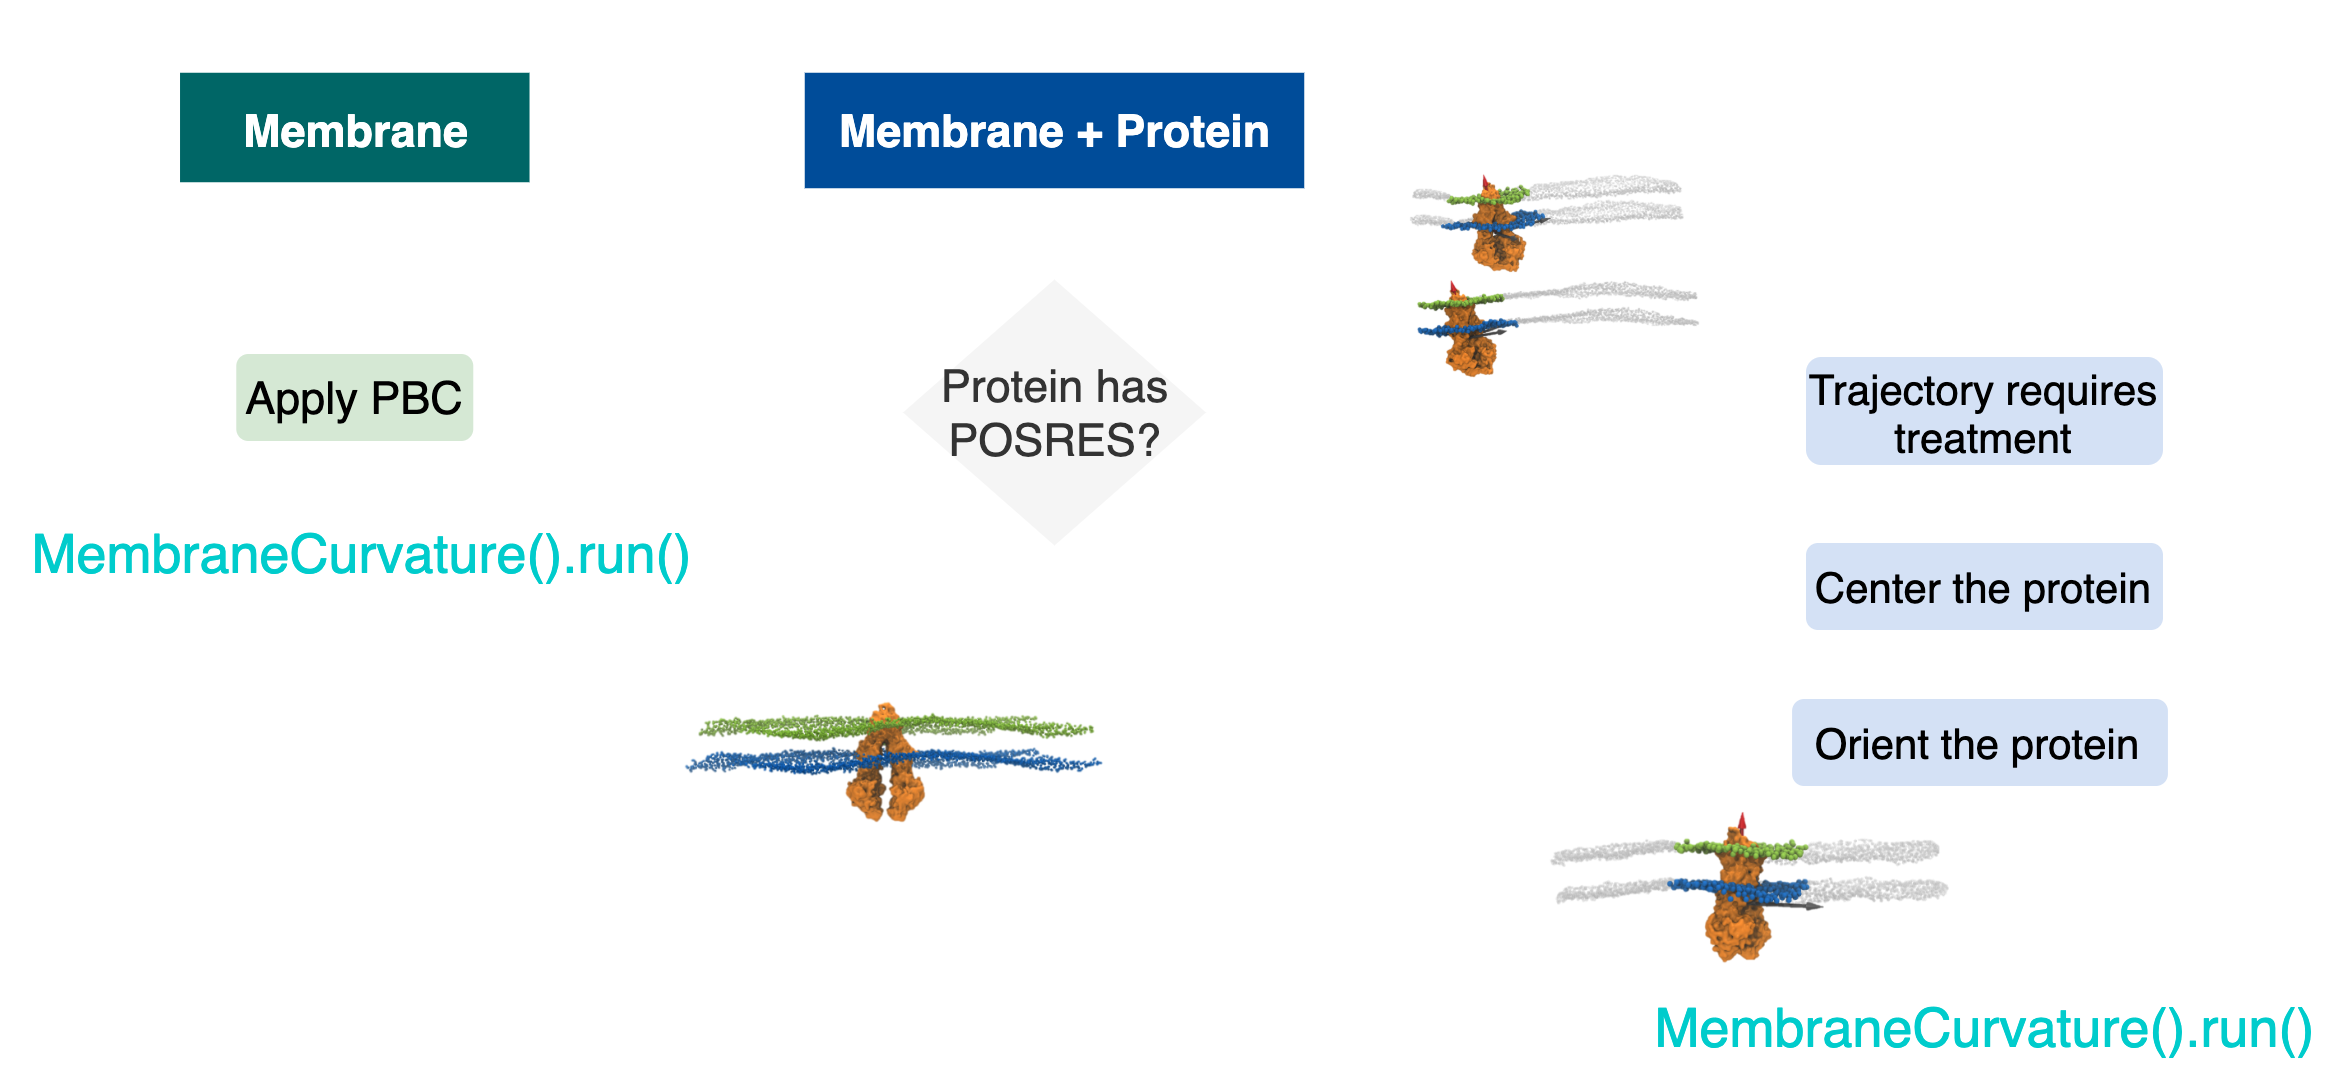 Membrane
Membrane + Protein
Apply PBC
MembraneCurvature().run()
Protein has
POSRES?
Trajectory requires
treatment
Center the protein
Orient the protein
MembraneCurvature().run()